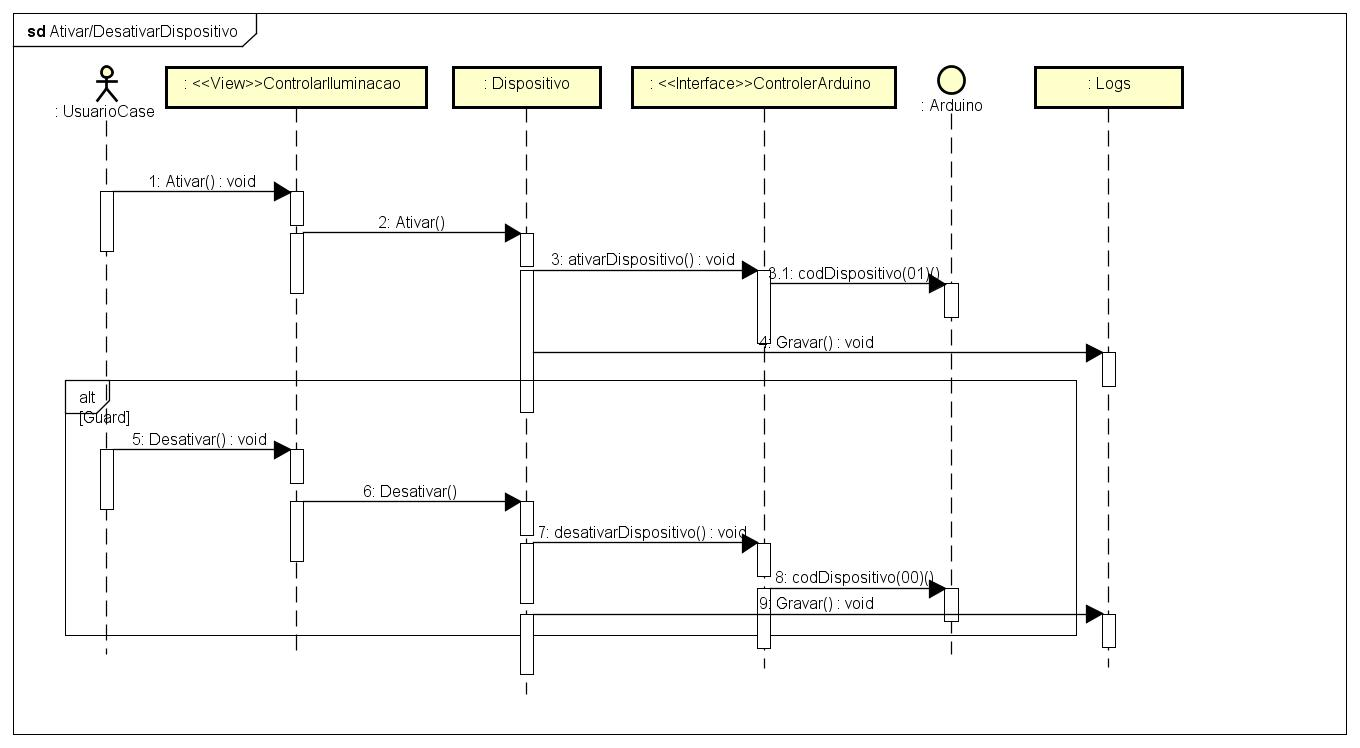 sd Ativar/DesativarDispositivo
: UsuarioCase
: <<View>>ControlarIluminacao
: Dispositivo
: <<Interface>>ControlerArduino
: Arduino
: Logs
1: Ativar() : void
2: Ativar()
3: ativarDispositivo() : void
3.1: codDispositivo(01)()
4: Gravar() : void
alt
[Guard]
5: Desativar() : void
6: Desativar()
7: desativarDispositivo() : void
8: codDispositivo(00)()
9: Gravar() : void